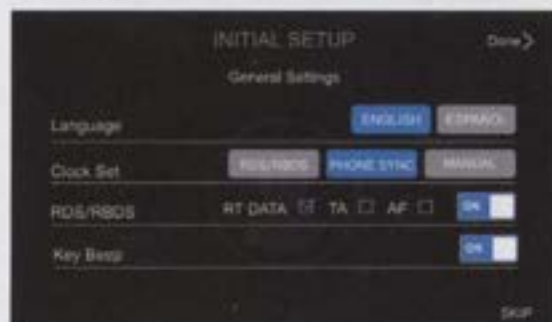 INITIAL SETUP Done
General Settings
Language ENGLISH ESPAÑOL
Clock Set RDS/RBDS PHONE SYNC MANUAL
RDS/RBDS RT DATA TA AF ON
Key Beep ON
SKIP